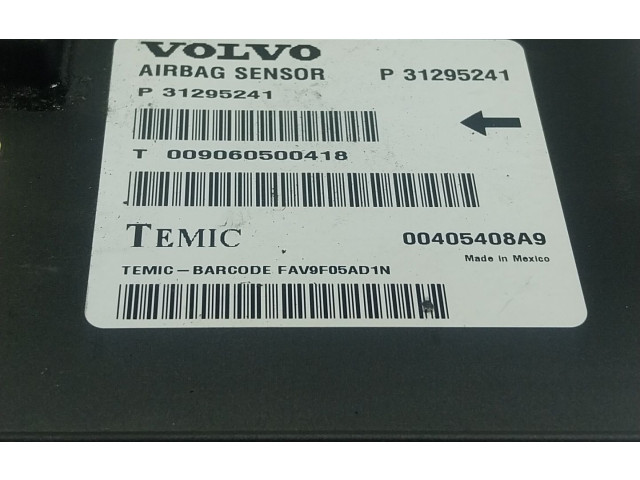 VOLVO
AIRBAG SENSOR P 31295241
P 31295241
T 009060500418
TEMIC 00405408A9
Made in Mexico
TEMIC-BARCODE FAV9F05AD1N